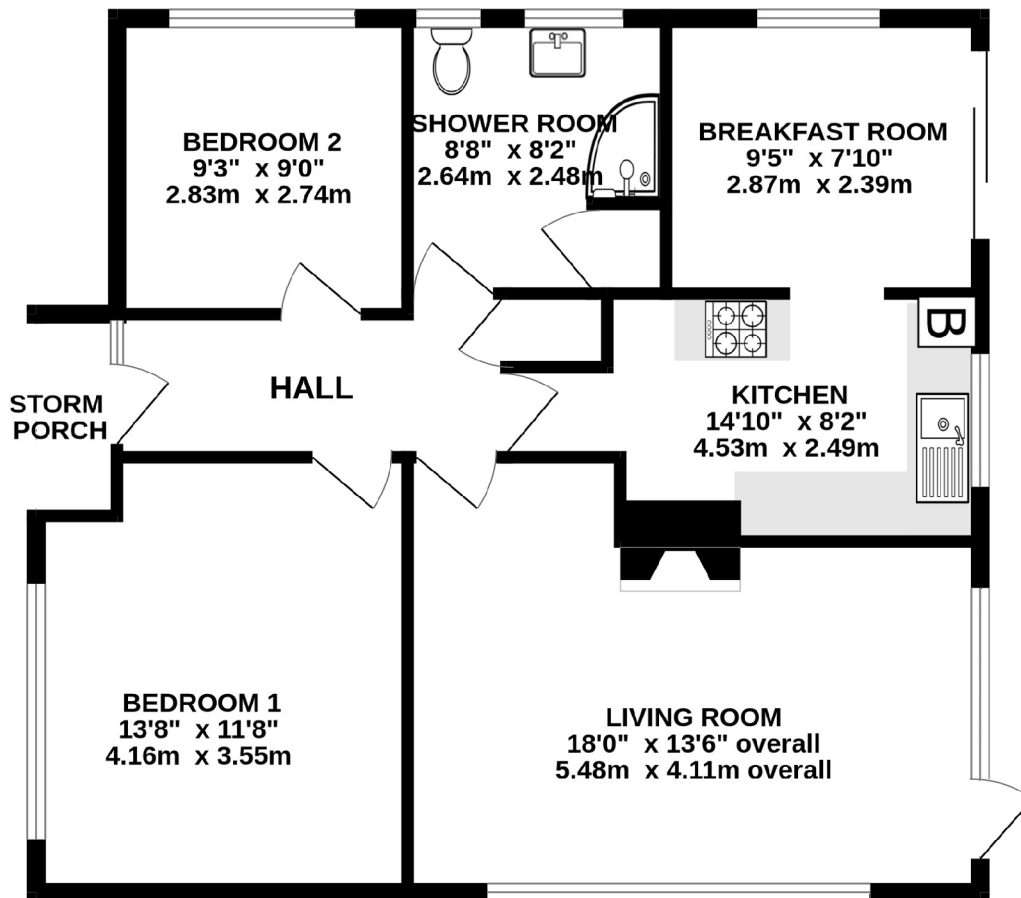 BEDROOM 2
9'3" x 9'0"
2.83m x 2.74m
SHOWER ROOM
8'8" x 8'2"
2.64m x 2.48m
BREAKFAST ROOM
9'5" x 7'10"
2.87m x 2.39m
B
STORM
PORCH
HALL
KITCHEN
14'10" x 8'2"
4.53m x 2.49m
BEDROOM 1
13'8" x 11'8"
4.16m x 3.55m
LIVING ROOM
18'0" x 13'6" overall
5.48m x 4.11m overall